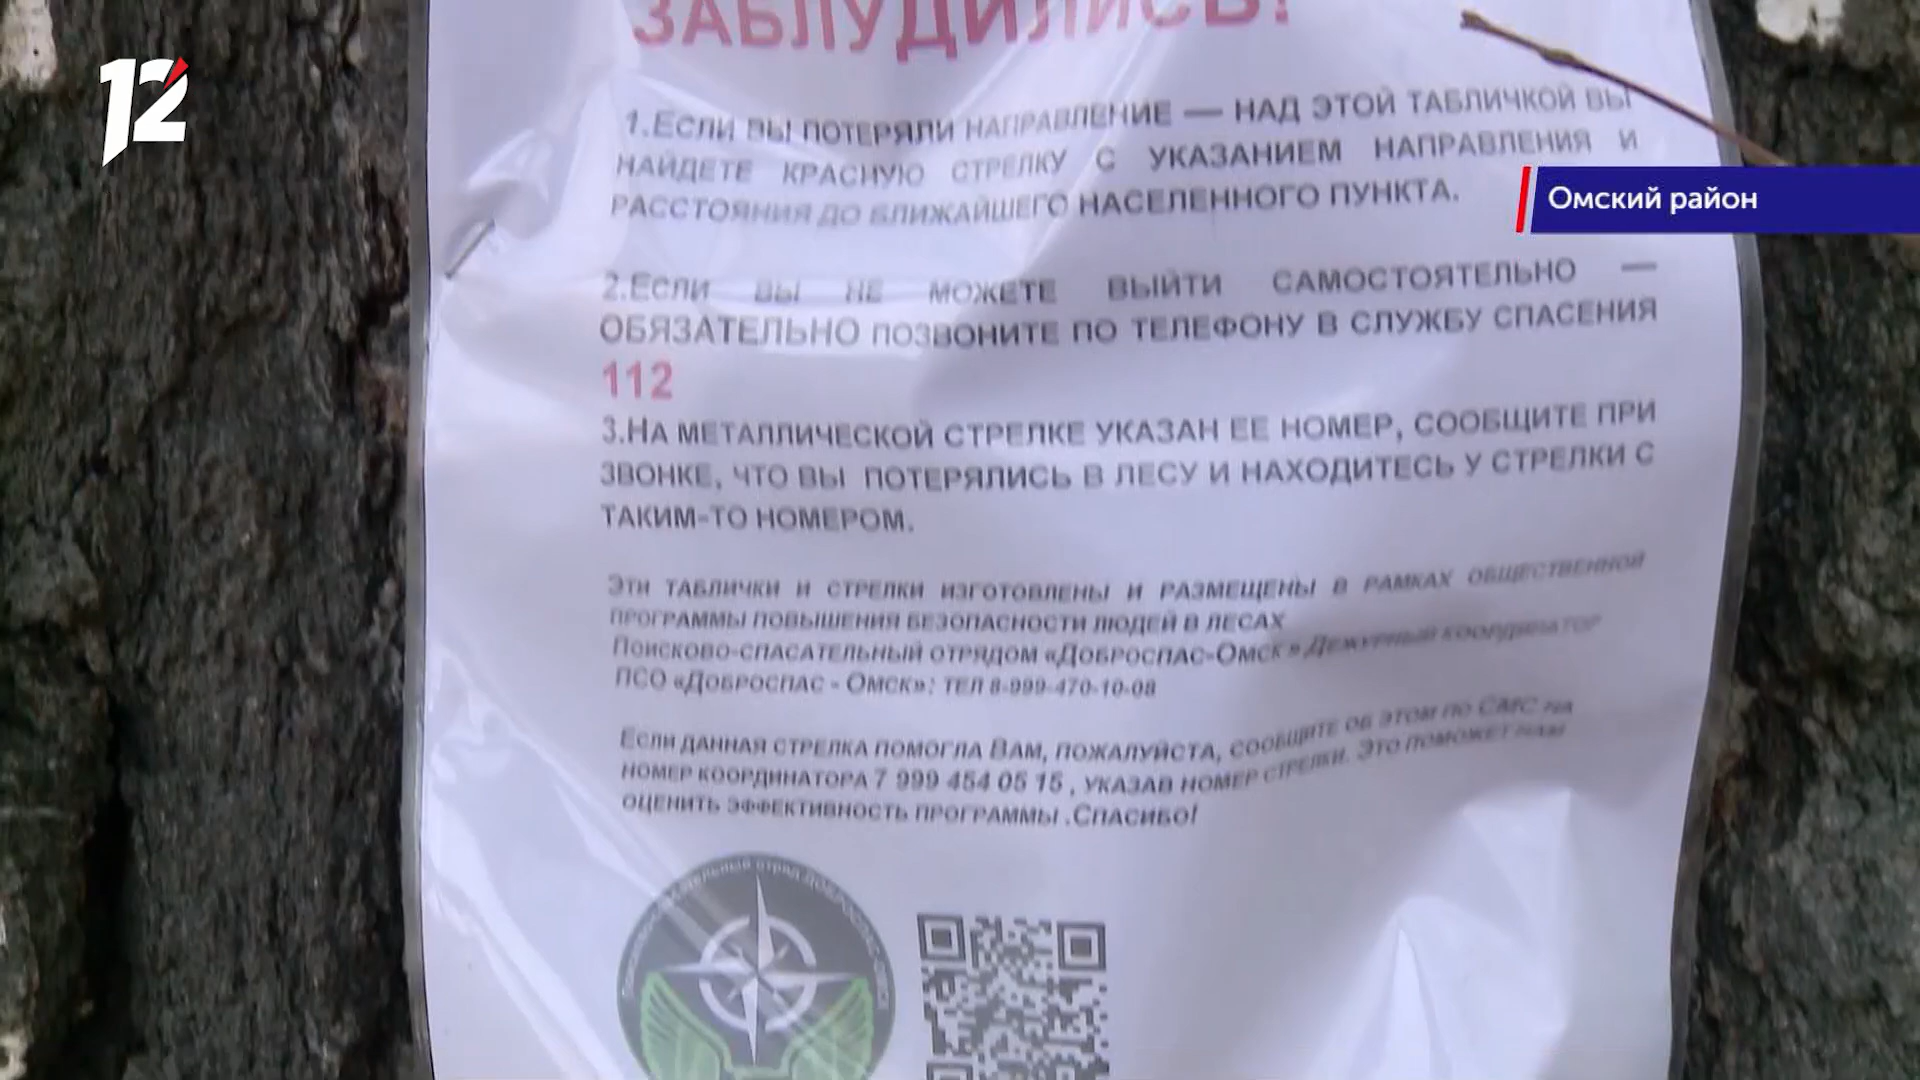 12
ЗАБЛУДИЛИСЬ!
1.ЕСЛИ ВЫ ПОТЕРЯЛИ НАПРАВЛЕНИЕ — НАД ЭТОЙ ТАБЛИЧКОЙ ВЫ
НАЙДЕТЕ КРАСНУЮ СТРЕЛКУ С УКАЗАНИЕМ НАПРАВЛЕНИЯ И
РАССТОЯНИЯ ДО БЛИЖАЙШЕГО НАСЕЛЕННОГО ПУНКТА.
Омский район
2.ЕСЛИ ВЫ НЕ МОЖЕТЕ ВЫЙТИ САМОСТОЯТЕЛЬНО —
ОБЯЗАТЕЛЬНО ПОЗВОНИТЕ ПО ТЕЛЕФОНУ В СЛУЖБУ СПАСЕНИЯ
112
3.НА МЕТАЛЛИЧЕСКОЙ СТРЕЛКЕ УКАЗАН ЕЕ НОМЕР, СООБЩИТЕ ПРИ
ЗВОНКЕ, ЧТО ВЫ ПОТЕРЯЛИСЬ В ЛЕСУ И НАХОДИТЕСЬ У СТРЕЛКИ С
ТАКИМ-ТО НОМЕРОМ.
ЭТИ ТАБЛИЧКИ И СТРЕЛКИ ИЗГОТОВЛЕНЫ И РАЗМЕЩЕНЫ В РАМКАХ ОБЩЕСТВЕННОЙ
ПРОГРАММЫ ПОВЫШЕНИЯ БЕЗОПАСНОСТИ ЛЮДЕЙ В ЛЕСАХ
ПОИСКОВО-СПАСАТЕЛЬНЫЙ ОТРЯДОМ «ДОБРОСПАС-ОМСК» ДЕЖУРНЫЙ КООРДИНАТОР
ПСО «ДОБРОСПАС - ОМСК»: ТЕЛ 8-999-470-10-08
ЕСЛИ ДАННАЯ СТРЕЛКА ПОМОГЛА ВАМ, ПОЖАЛУЙСТА, СООБЩИТЕ ОБ ЭТОМ ПО СМС НА
НОМЕР КООРДИНАТОРА 7 999 454 05 15 , УКАЗАВ НОМЕР СТРЕЛКИ. ЭТО ПОМОЖЕТ НАМ
ОЦЕНИТЬ ЭФФЕКТИВНОСТЬ ПРОГРАММЫ .СПАСИБО!